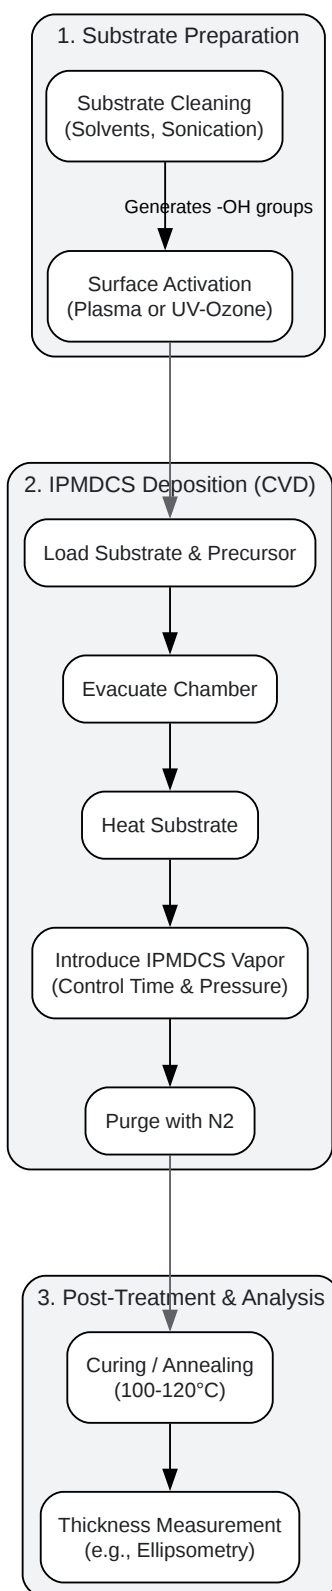 1. Substrate Preparation
Substrate Cleaning
(Solvents, Sonication)
Generates -OH groups
Surface Activation
(Plasma or UV-Ozone)
2. IPMDCS Deposition (CVD)
Load Substrate & Precursor
Evacuate Chamber
Heat Substrate
Introduce IPMDCS Vapor
(Control Time & Pressure)
Purge with N2
3. Post-Treatment & Analysis
Curing / Annealing
(100-120°C)
Thickness Measurement
(e.g., Ellipsometry)